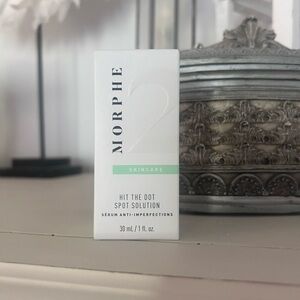 MORPHE
2
SKINCARE
HIT THE DOT
SPOT SOLUTION
SÉRUM ANTI-IMPERFECTIONS
30 mL / 1 fl. oz.